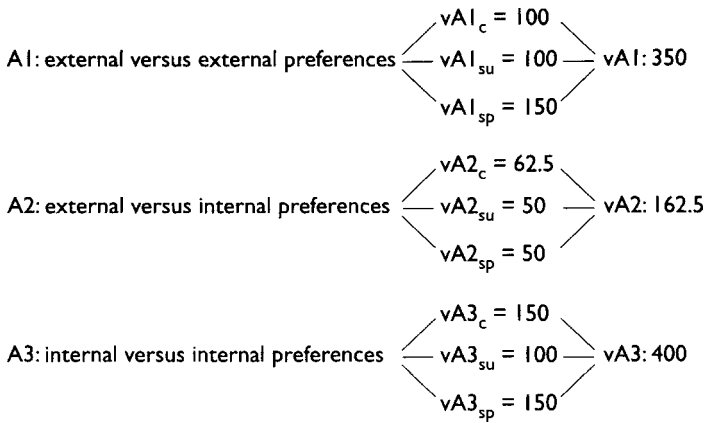 vA1c = 100
A1: external versus external preferences vA1su = 100 vA1: 350
vA1sp = 150
vA2c = 62.5
A2: external versus internal preferences vA2su = 50 vA2: 162.5
vA2sp = 50
vA3c = 150
A3: internal versus internal preferences vA3su = 100 vA3: 400
vA3sp = 150